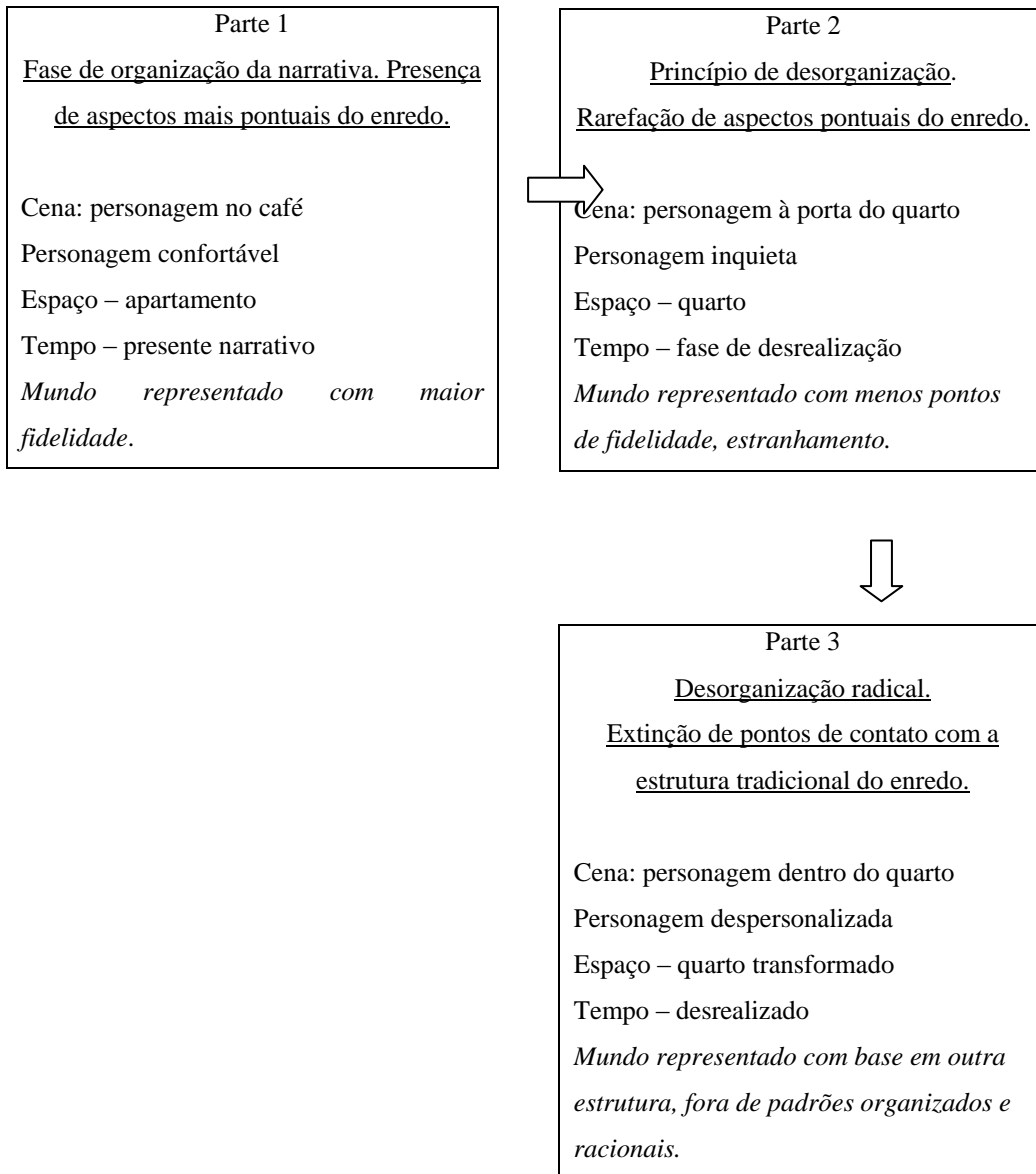 Parte 1
Fase de organização da narrativa. Presença
de aspectos mais pontuais do enredo.
Cena: personagem no café
Personagem confortável
Espaço – apartamento
Tempo – presente narrativo
Mundo representado com maior
fidelidade.
Parte 2
Princípio de desorganização.
Rarefação de aspectos pontuais do enredo.
Cena: personagem à porta do quarto
Personagem inquieta
Espaço – quarto
Tempo – fase de desrealização
Mundo representado com menos pontos
de fidelidade, estranhamento.
Parte 3
Desorganização radical.
Extinção de pontos de contato com a
estrutura tradicional do enredo.
Cena: personagem dentro do quarto
Personagem despersonalizada
Espaço – quarto transformado
Tempo – desrealizado
Mundo representado com base em outra
estrutura, fora de padrões organizados e
racionais.